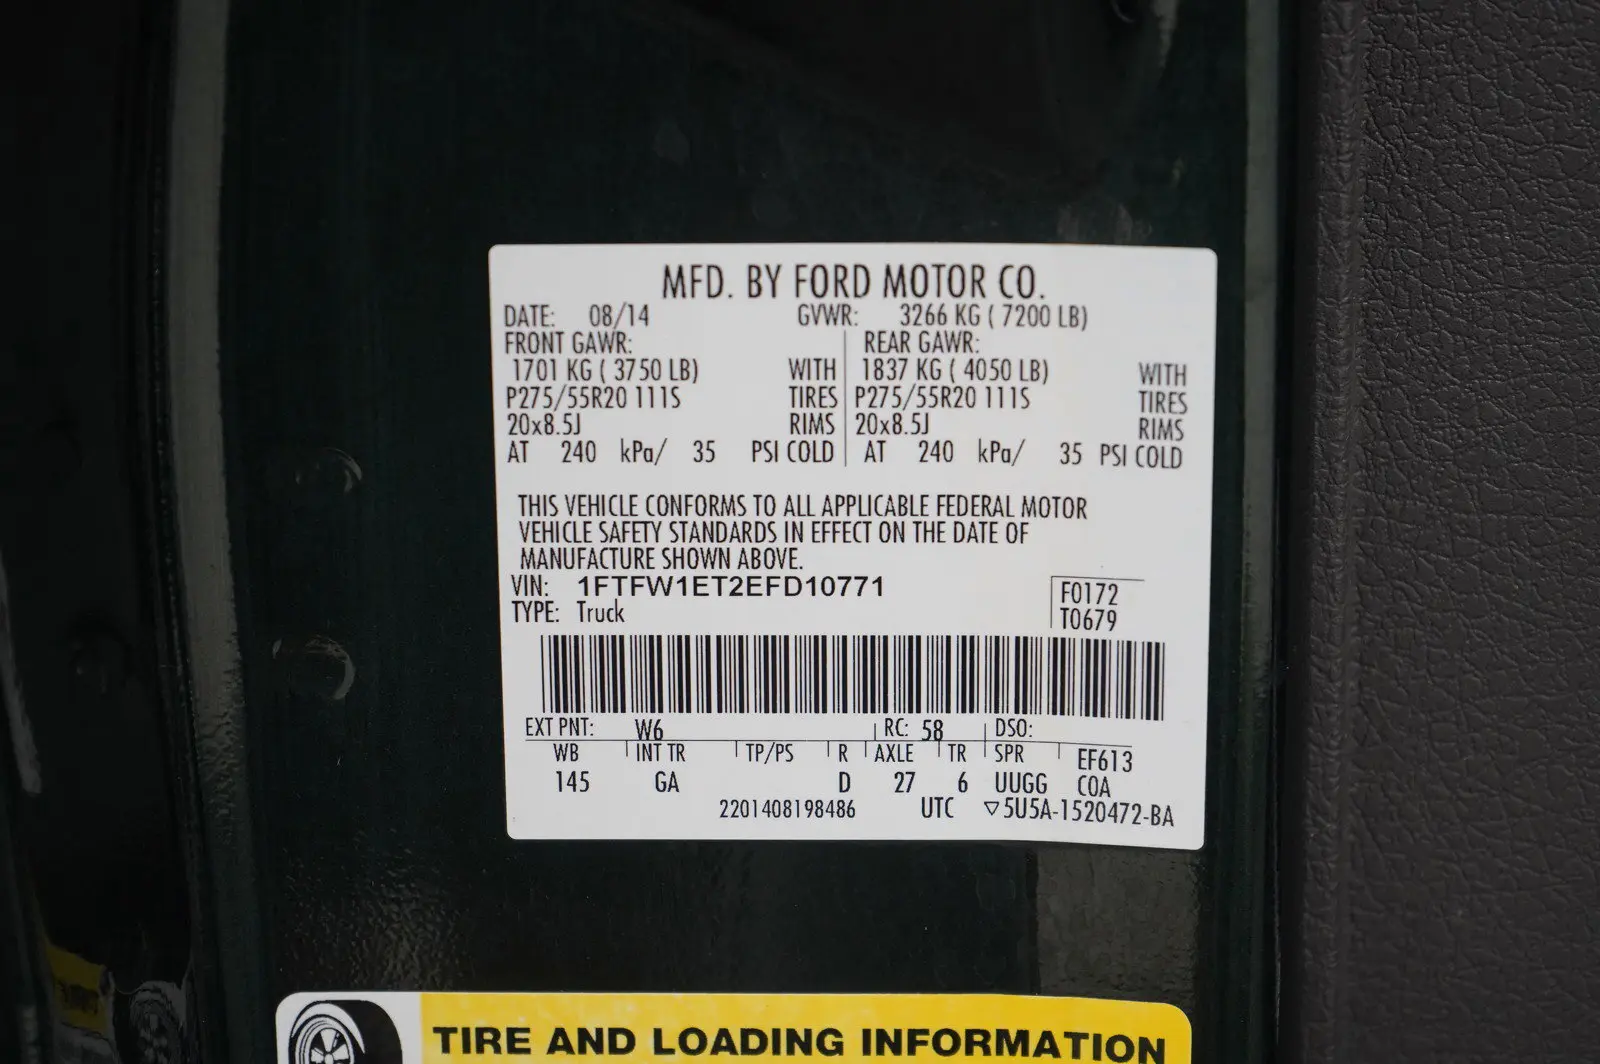 MFD. BY FORD MOTOR CO.
DATE: 08/14 GVWR: 3266 KG ( 7200 LB)
FRONT GAWR: REAR GAWR:
1701 KG ( 3750 LB) WITH 1837 KG ( 4050 LB) WITH
P275/55R20 111S TIRES P275/55R20 111S TIRES
20x8.5J RIMS 20x8.5J RIMS
AT 240 kPa/ 35 PSI COLD AT 240 kPa/ 35 PSI COLD
THIS VEHICLE CONFORMS TO ALL APPLICABLE FEDERAL MOTOR
VEHICLE SAFETY STANDARDS IN EFFECT ON THE DATE OF
MANUFACTURE SHOWN ABOVE.
VIN: 1FTFW1ET2EFD10771 F0172
TYPE: Truck T0679
EXT PNT: W6 RC: 58 DSO:
WB INT TR TP/PS R AXLE TR SPR EF613
145 GA D 27 6 UUGG COA
2201408198486 UTC ▽5U5A-1520472-BA
TIRE AND LOADING INFORMATION